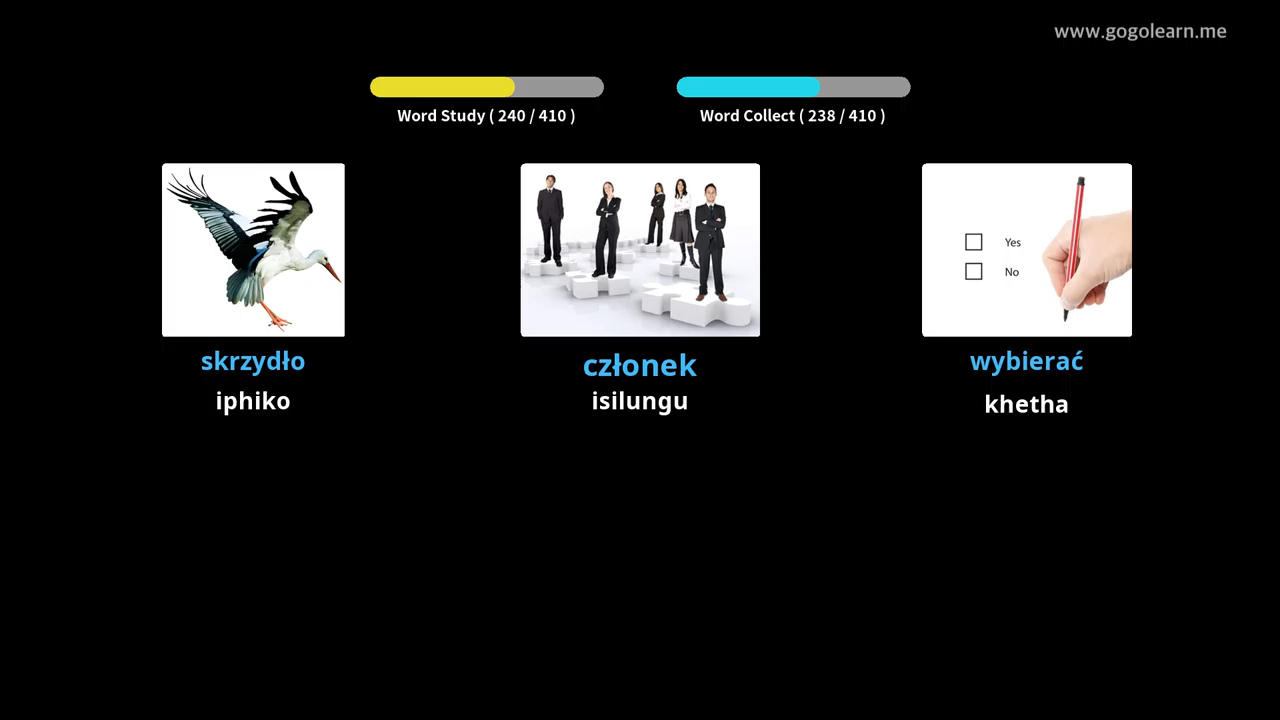 www.gogolearn.me
Word Study ( 240 / 410 )
Word Collect ( 238 / 410 )
Yes
No
skrzydło
iphiko
członek
isilungu
wybierać
khetha